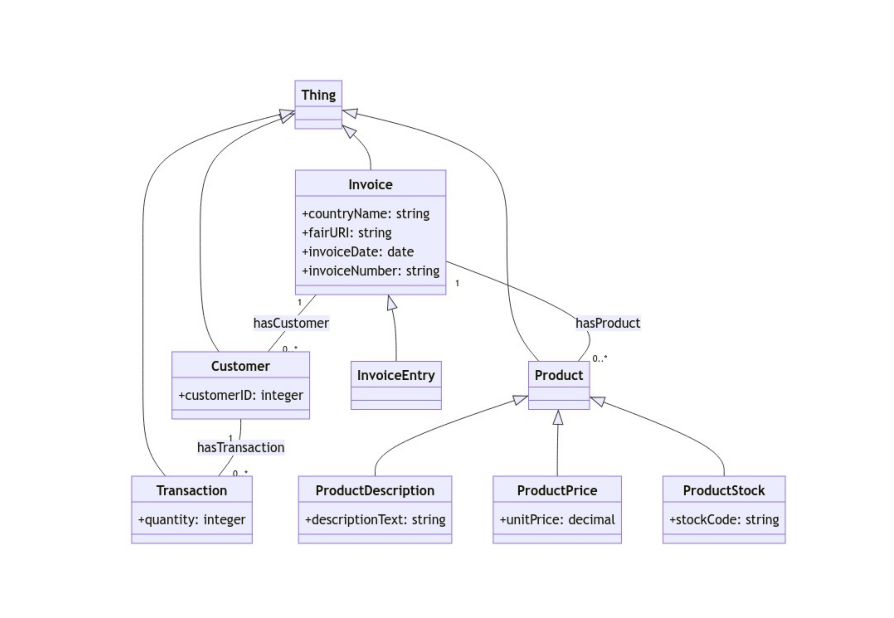 Thing
Invoice
+countryName: string
+fairURI: string
+invoiceDate: date
+invoiceNumber: string
1
1
hasCustomer
hasProduct
0..*
0..*
Customer
+customerID: integer
InvoiceEntry
Product
1
hasTransaction
0..*
Transaction
+quantity: integer
ProductDescription
+descriptionText: string
ProductPrice
+unitPrice: decimal
ProductStock
+stockCode: string